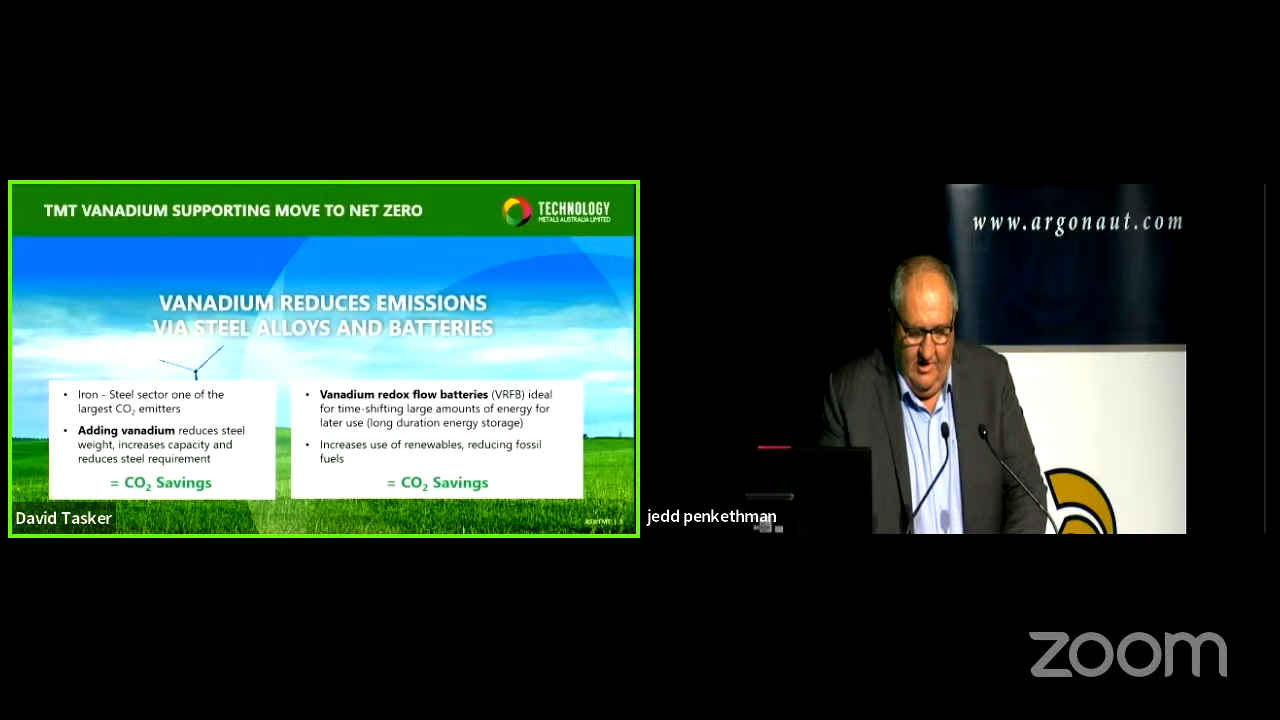 TMT VANADIUM SUPPORTING MOVE TO NET ZERO
TECHNOLOGY
METALS AUSTRALIA LIMITED
VANADIUM REDUCES EMISSIONS
VIA STEEL ALLOYS AND BATTERIES
• Iron - Steel sector one of the
largest CO2 emitters
• Adding vanadium reduces steel
weight, increases capacity and
reduces steel requirement
= CO2 Savings
• Vanadium redox flow batteries (VRFB) ideal
for time-shifting large amounts of energy for
later use (long duration energy storage)
• Increases use of renewables, reducing fossil
fuels
= CO2 Savings
ASX:TMT | 5
David Tasker
www.argonaut.com
jedd penkethman
zoom